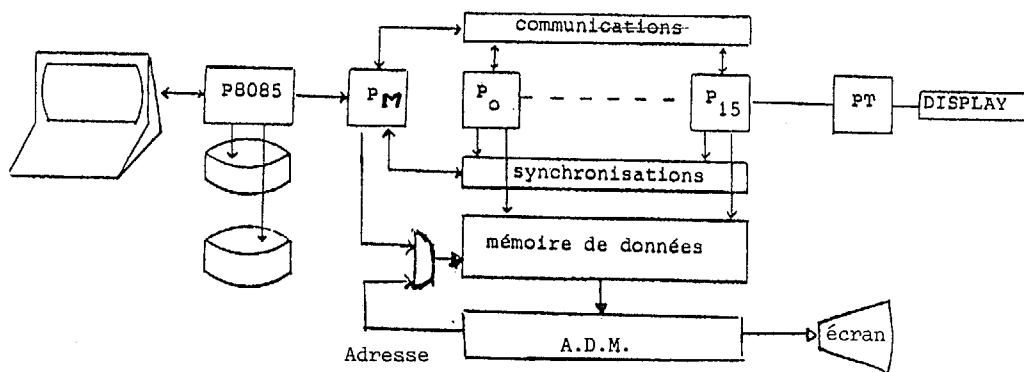 communications
P8085
PM
Po
P15
PT
DISPLAY
synchronisations
mémoire de données
écran
A.D.M.
Adresse